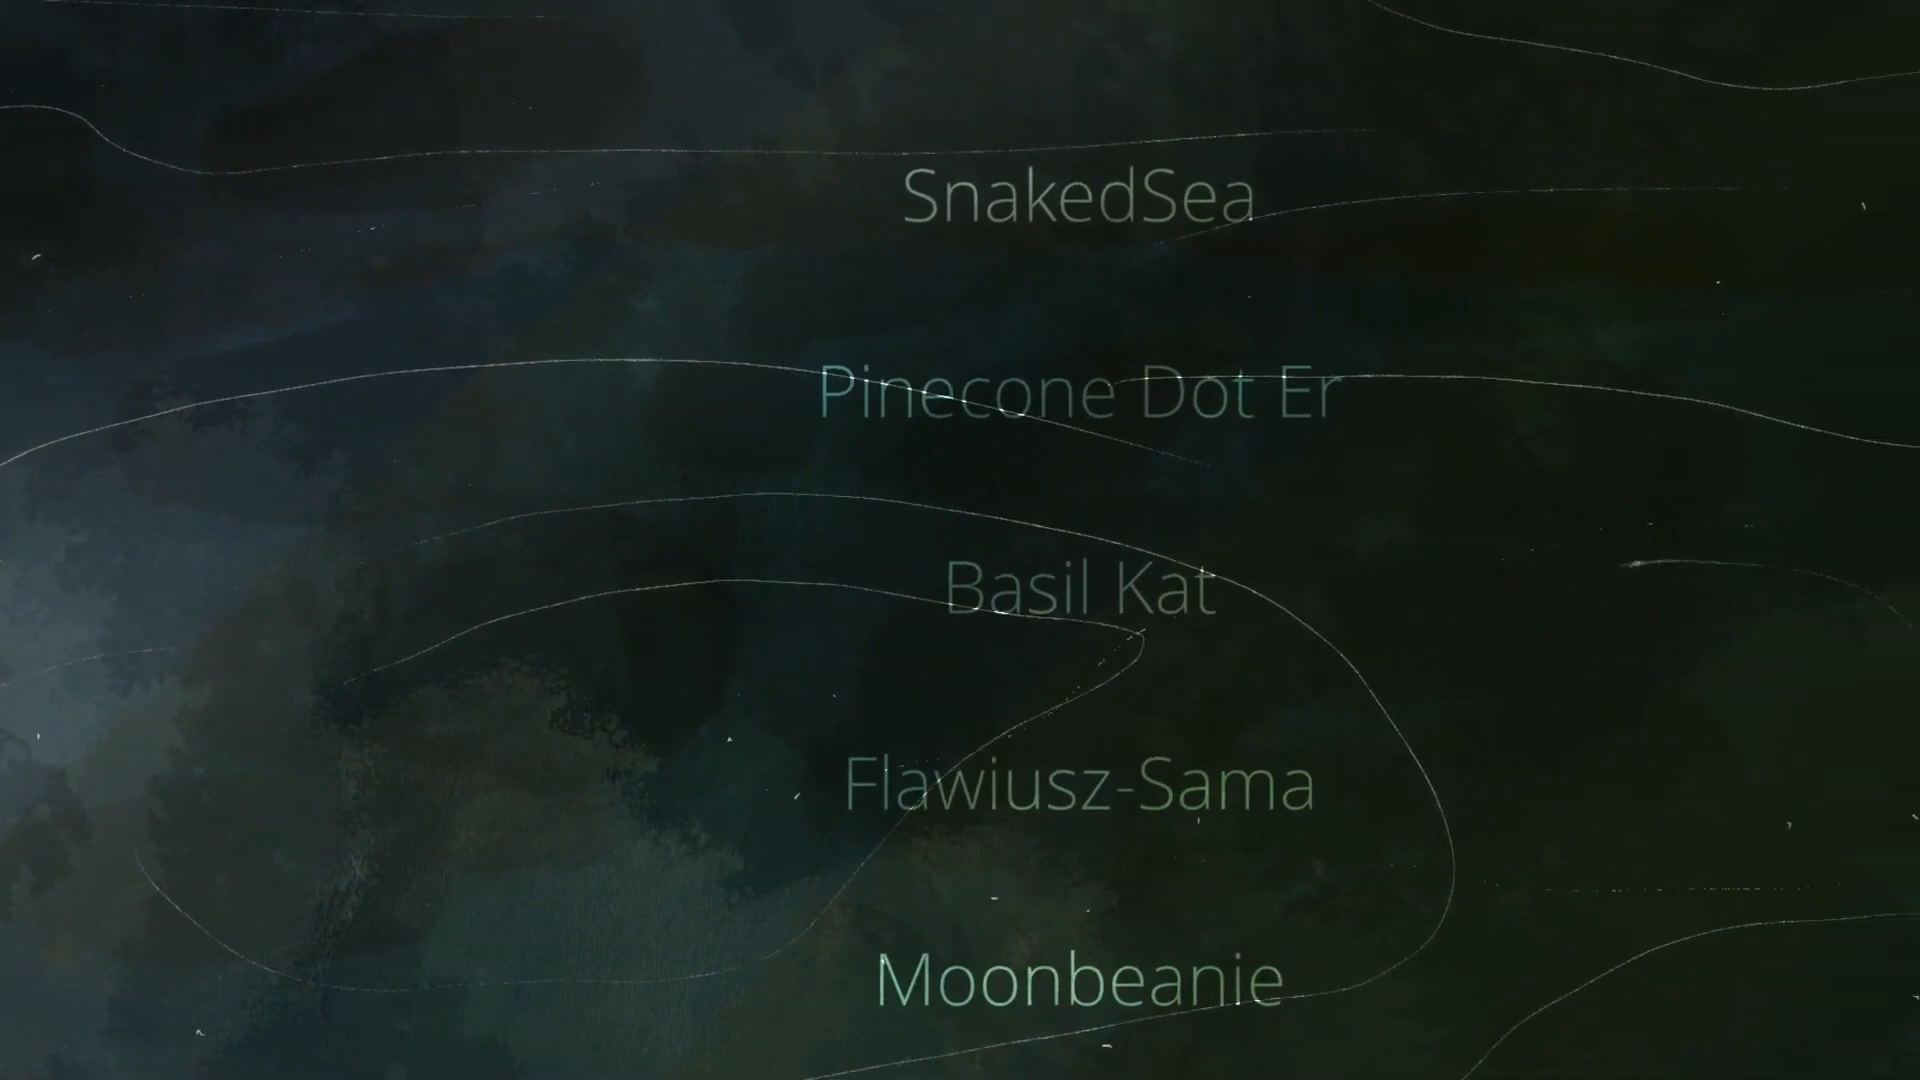 SnakedSea
Pinecone Dot Er
Basil Kat
Flawiusz-Sama
Moonbeanie